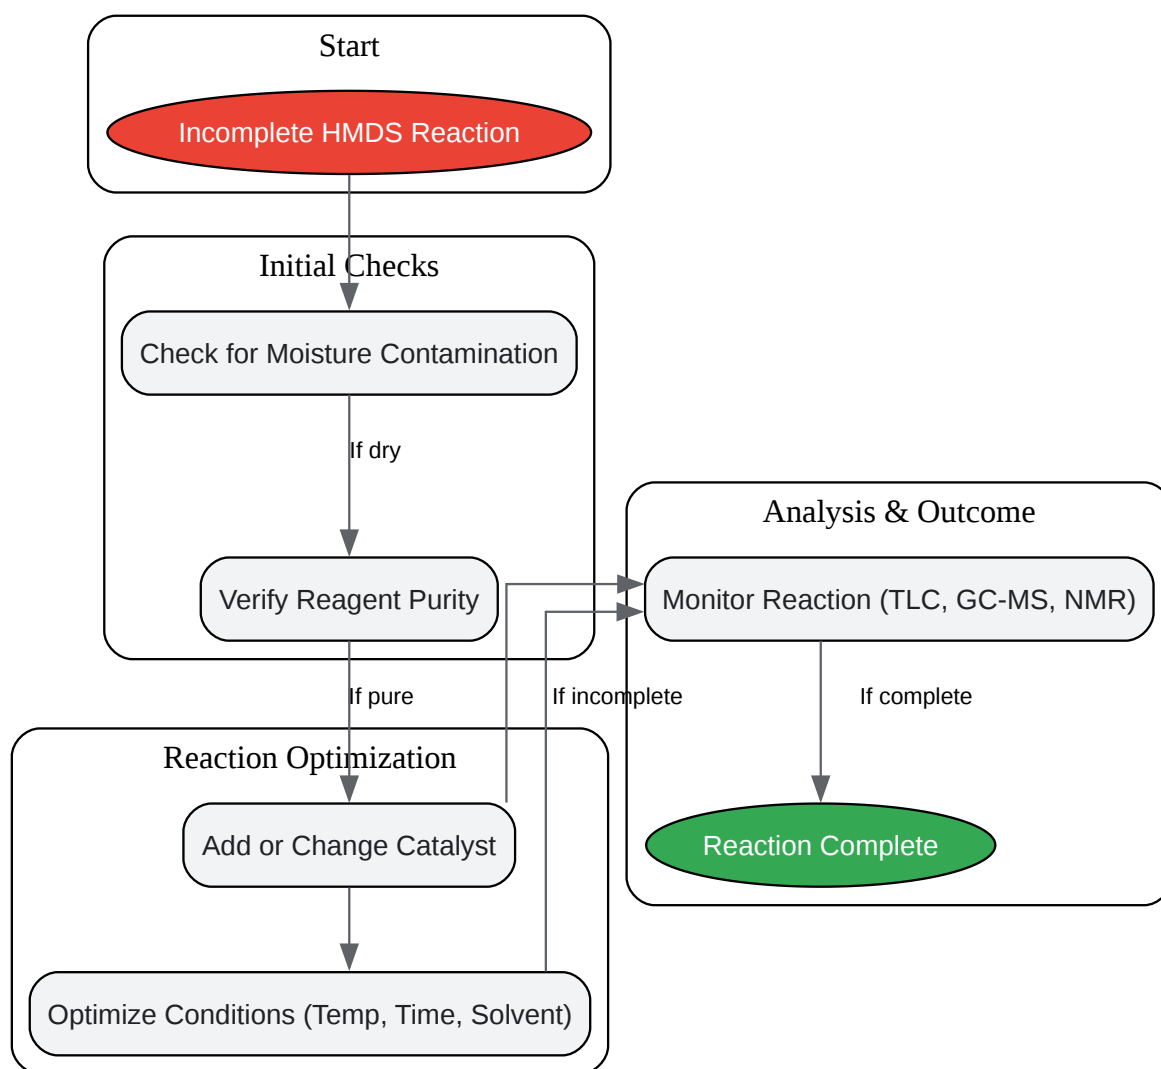 Start
Incomplete HMDS Reaction
Initial Checks
Check for Moisture Contamination
If dry
Verify Reagent Purity
If pure
Reaction Optimization
Add or Change Catalyst
Optimize Conditions (Temp, Time, Solvent)
If incomplete
Analysis & Outcome
Monitor Reaction (TLC, GC-MS, NMR)
If complete
Reaction Complete